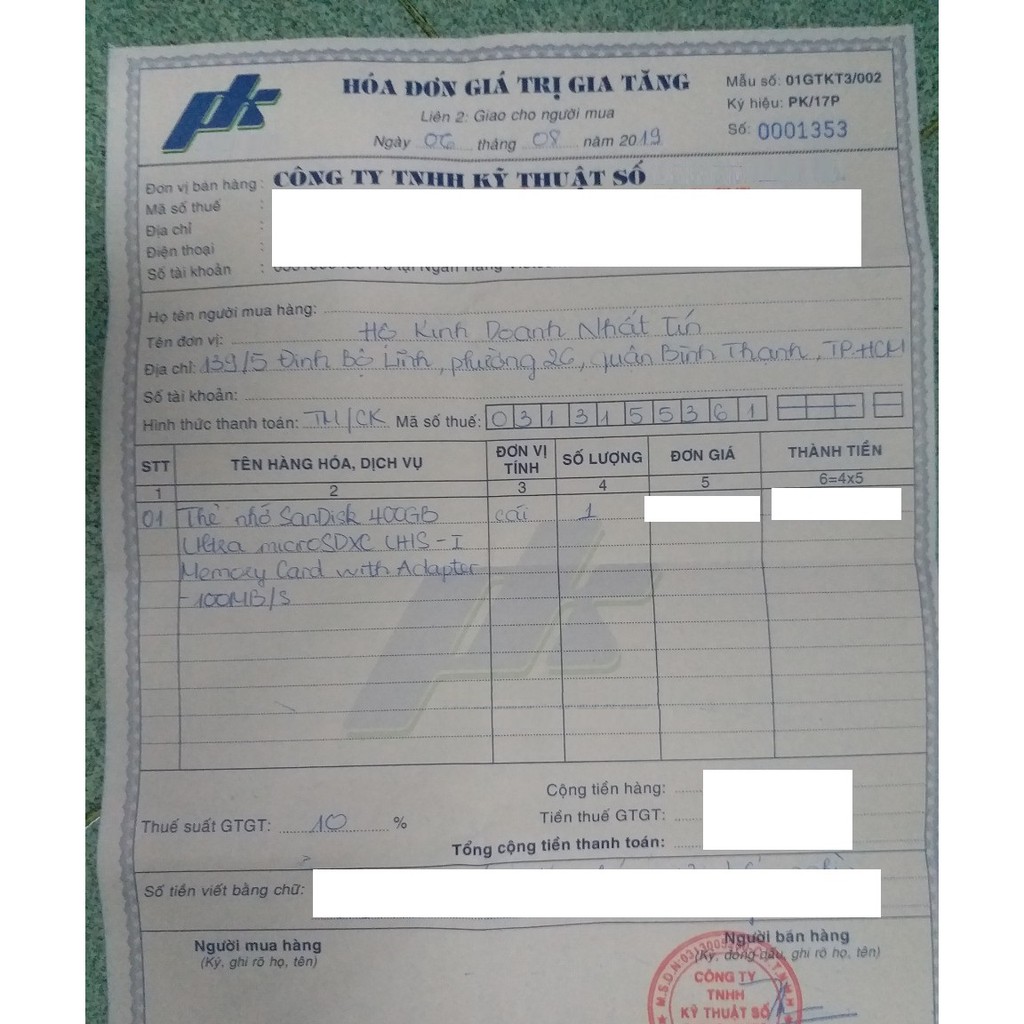 pk
HÓA ĐƠN GIÁ TRỊ GIA TĂNG
Liên 2: Giao cho người mua
Ngày 06 tháng 08 năm 2019
Mẫu số: 01GTKT3/002
Ký hiệu: PK/17P
Số: 0001353
Đơn vị bán hàng: CÔNG TY TNHH KỸ THUẬT SỐ
Mã số thuế :
Địa chỉ :
Điện thoại :
Số tài khoản : tại Ngân Hàng
Họ tên người mua hàng:
Tên đơn vị: Hộ Kinh Doanh Nhất Tín
Địa chỉ: 139/5 Đinh Bộ Lĩnh, phường 26, quận Bình Thạnh, TP.HCM
Số tài khoản:
Hình thức thanh toán: TM/CK Mã số thuế: 0313155361
STT TÊN HÀNG HÓA, DỊCH VỤ ĐƠN VỊ TÍNH SỐ LƯỢNG ĐƠN GIÁ THÀNH TIỀN
1 2 3 4 5 6=4x5
01 Thẻ nhớ SanDisk 400GB cái 1
Ultra microSDXC UHS-I
Memory Card with Adapter
-100MB/s
Cộng tiền hàng:
Thuế suất GTGT: 10 % Tiền thuế GTGT:
Tổng cộng tiền thanh toán:
Số tiền viết bằng chữ:
Người mua hàng
(Ký, ghi rõ họ, tên)
Người bán hàng
(Ký, đóng dấu, ghi rõ họ, tên)
CÔNG TY
TNHH
KỸ THUẬT SỐ